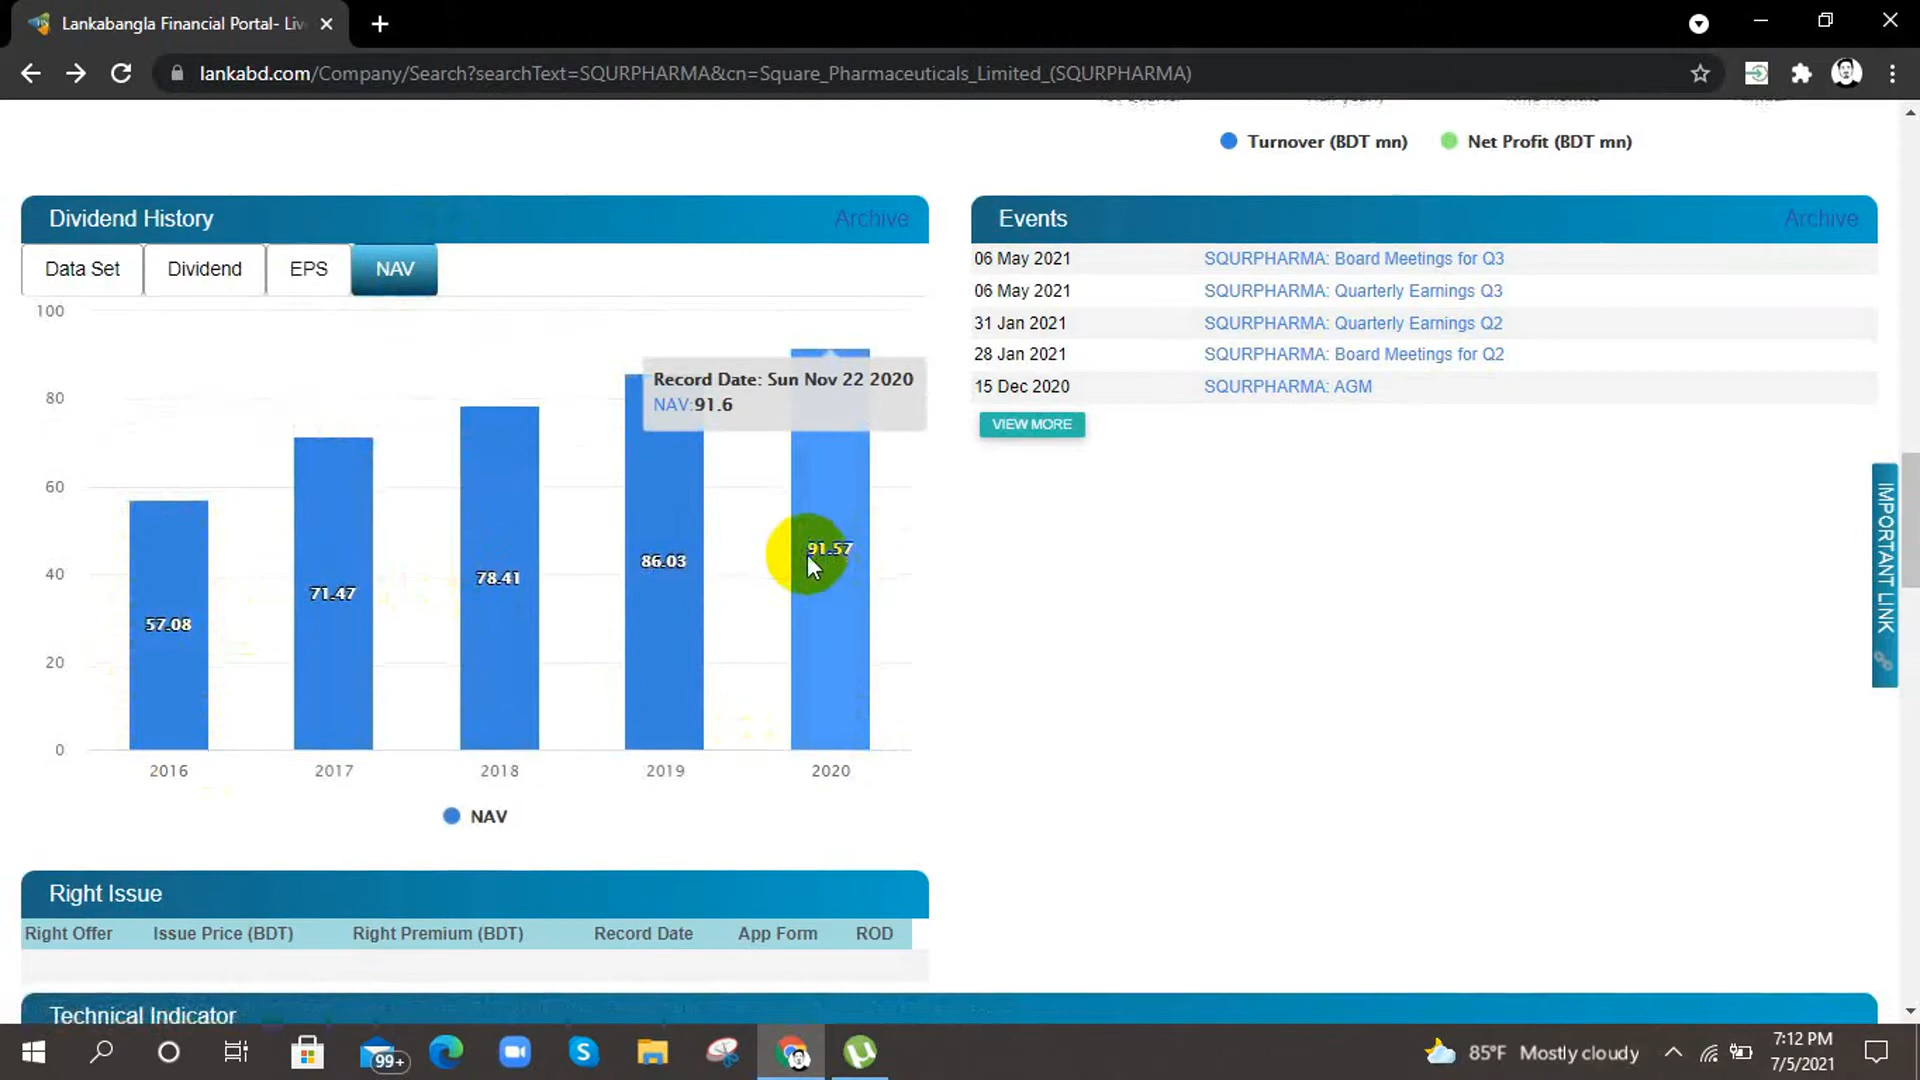 Lankabangla Financial Portal- Liv
lankabd.com/Company/Search?searchText=SQURPHARMA&cn=Square_Pharmaceuticals_Limited_(SQURPHARMA)
Turnover (BDT mn) Net Profit (BDT mn)
Dividend History Archive
Data Set Dividend EPS NAV
100
80
60
40
20
0
Record Date: Sun Nov 22 2020
NAV:91.6
57.08 71.47 78.41 86.03 91.57
2016 2017 2018 2019 2020
NAV
Events Archive
06 May 2021 SQURPHARMA: Board Meetings for Q3
06 May 2021 SQURPHARMA: Quarterly Earnings Q3
31 Jan 2021 SQURPHARMA: Quarterly Earnings Q2
28 Jan 2021 SQURPHARMA: Board Meetings for Q2
15 Dec 2020 SQURPHARMA: AGM
VIEW MORE
IMPORTANT LINK
Right Issue
Right Offer Issue Price (BDT) Right Premium (BDT) Record Date App Form ROD
Technical Indicator
99+
85°F Mostly cloudy
7:12 PM
7/5/2021